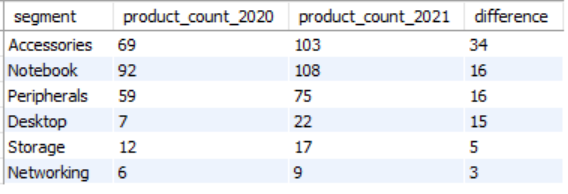 segment product_count_2020 product_count_2021 difference
Accessories 69 103 34
Notebook 92 108 16
Peripherals 59 75 16
Desktop 7 22 15
Storage 12 17 5
Networking 6 9 3